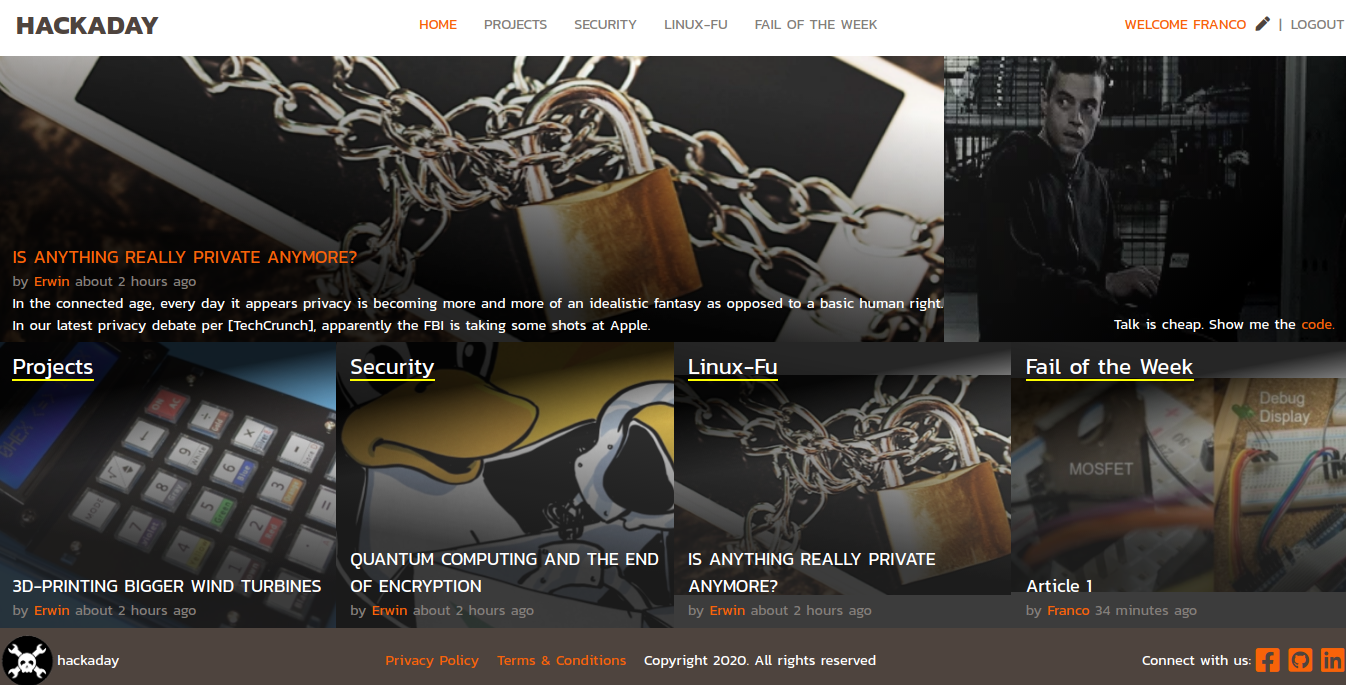 HACKADAY
HOME PROJECTS SECURITY LINUX-FU FAIL OF THE WEEK
WELCOME FRANCO | LOGOUT
IS ANYTHING REALLY PRIVATE ANYMORE?
by Erwin about 2 hours ago
In the connected age, every day it appears privacy is becoming more and more of an idealistic fantasy as opposed to a basic human right.
In our latest privacy debate per [TechCrunch], apparently the FBI is taking some shots at Apple.
Talk is cheap. Show me the code.
Projects
3D-PRINTING BIGGER WIND TURBINES
by Erwin about 2 hours ago
Security
QUANTUM COMPUTING AND THE END
OF ENCRYPTION
by Erwin about 2 hours ago
Linux-Fu
IS ANYTHING REALLY PRIVATE
ANYMORE?
by Erwin about 2 hours ago
Fail of the Week
Debug
Display
MOSFET
Article 1
by Franco 34 minutes ago
hackaday
Privacy Policy Terms & Conditions Copyright 2020. All rights reserved
Connect with us: